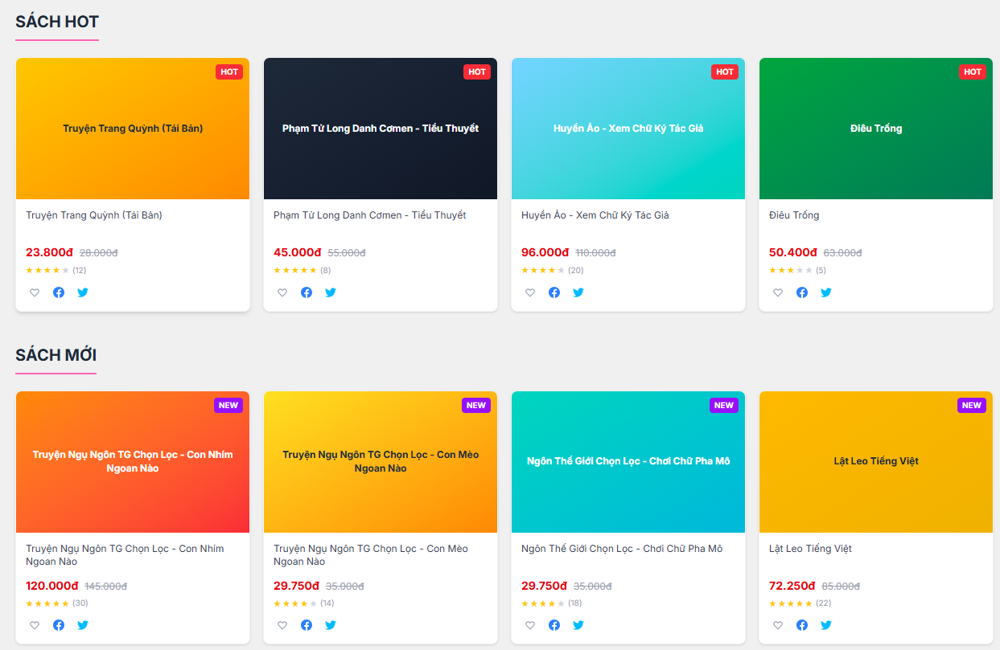 SÁCH HOT
HOT
Truyện Trang Quỳnh (Tái Bản)
Truyện Trang Quỳnh (Tái Bản)
23.800đ 28.000đ
★★★★★ (12)
HOT
Phạm Tử Long Danh Cơmen - Tiểu Thuyết
Phạm Tử Long Danh Cơmen - Tiểu Thuyết
45.000đ 55.000đ
★★★★★ (8)
HOT
Huyền Ảo - Xem Chữ Ký Tác Giả
Huyền Ảo - Xem Chữ Ký Tác Giả
96.000đ 110.000đ
★★★★★ (20)
HOT
Điêu Trống
Điêu Trống
50.400đ 63.000đ
★★★★★ (5)
SÁCH MỚI
NEW
Truyện Ngụ Ngôn TG Chọn Lọc - Con Nhím
Ngoan Nào
Truyện Ngụ Ngôn TG Chọn Lọc - Con Nhím
Ngoan Nào
120.000đ 145.000đ
★★★★★ (30)
NEW
Truyện Ngụ Ngôn TG Chọn Lọc - Con Mèo
Ngoan Nào
Truyện Ngụ Ngôn TG Chọn Lọc - Con Mèo
Ngoan Nào
29.750đ 35.000đ
★★★★★ (14)
NEW
Ngôn Thế Giới Chọn Lọc - Chơi Chữ Pha Mô
Ngôn Thế Giới Chọn Lọc - Chơi Chữ Pha Mô
29.750đ 35.000đ
★★★★★ (18)
NEW
Lật Leo Tiếng Việt
Lật Leo Tiếng Việt
72.250đ 85.000đ
★★★★★ (22)